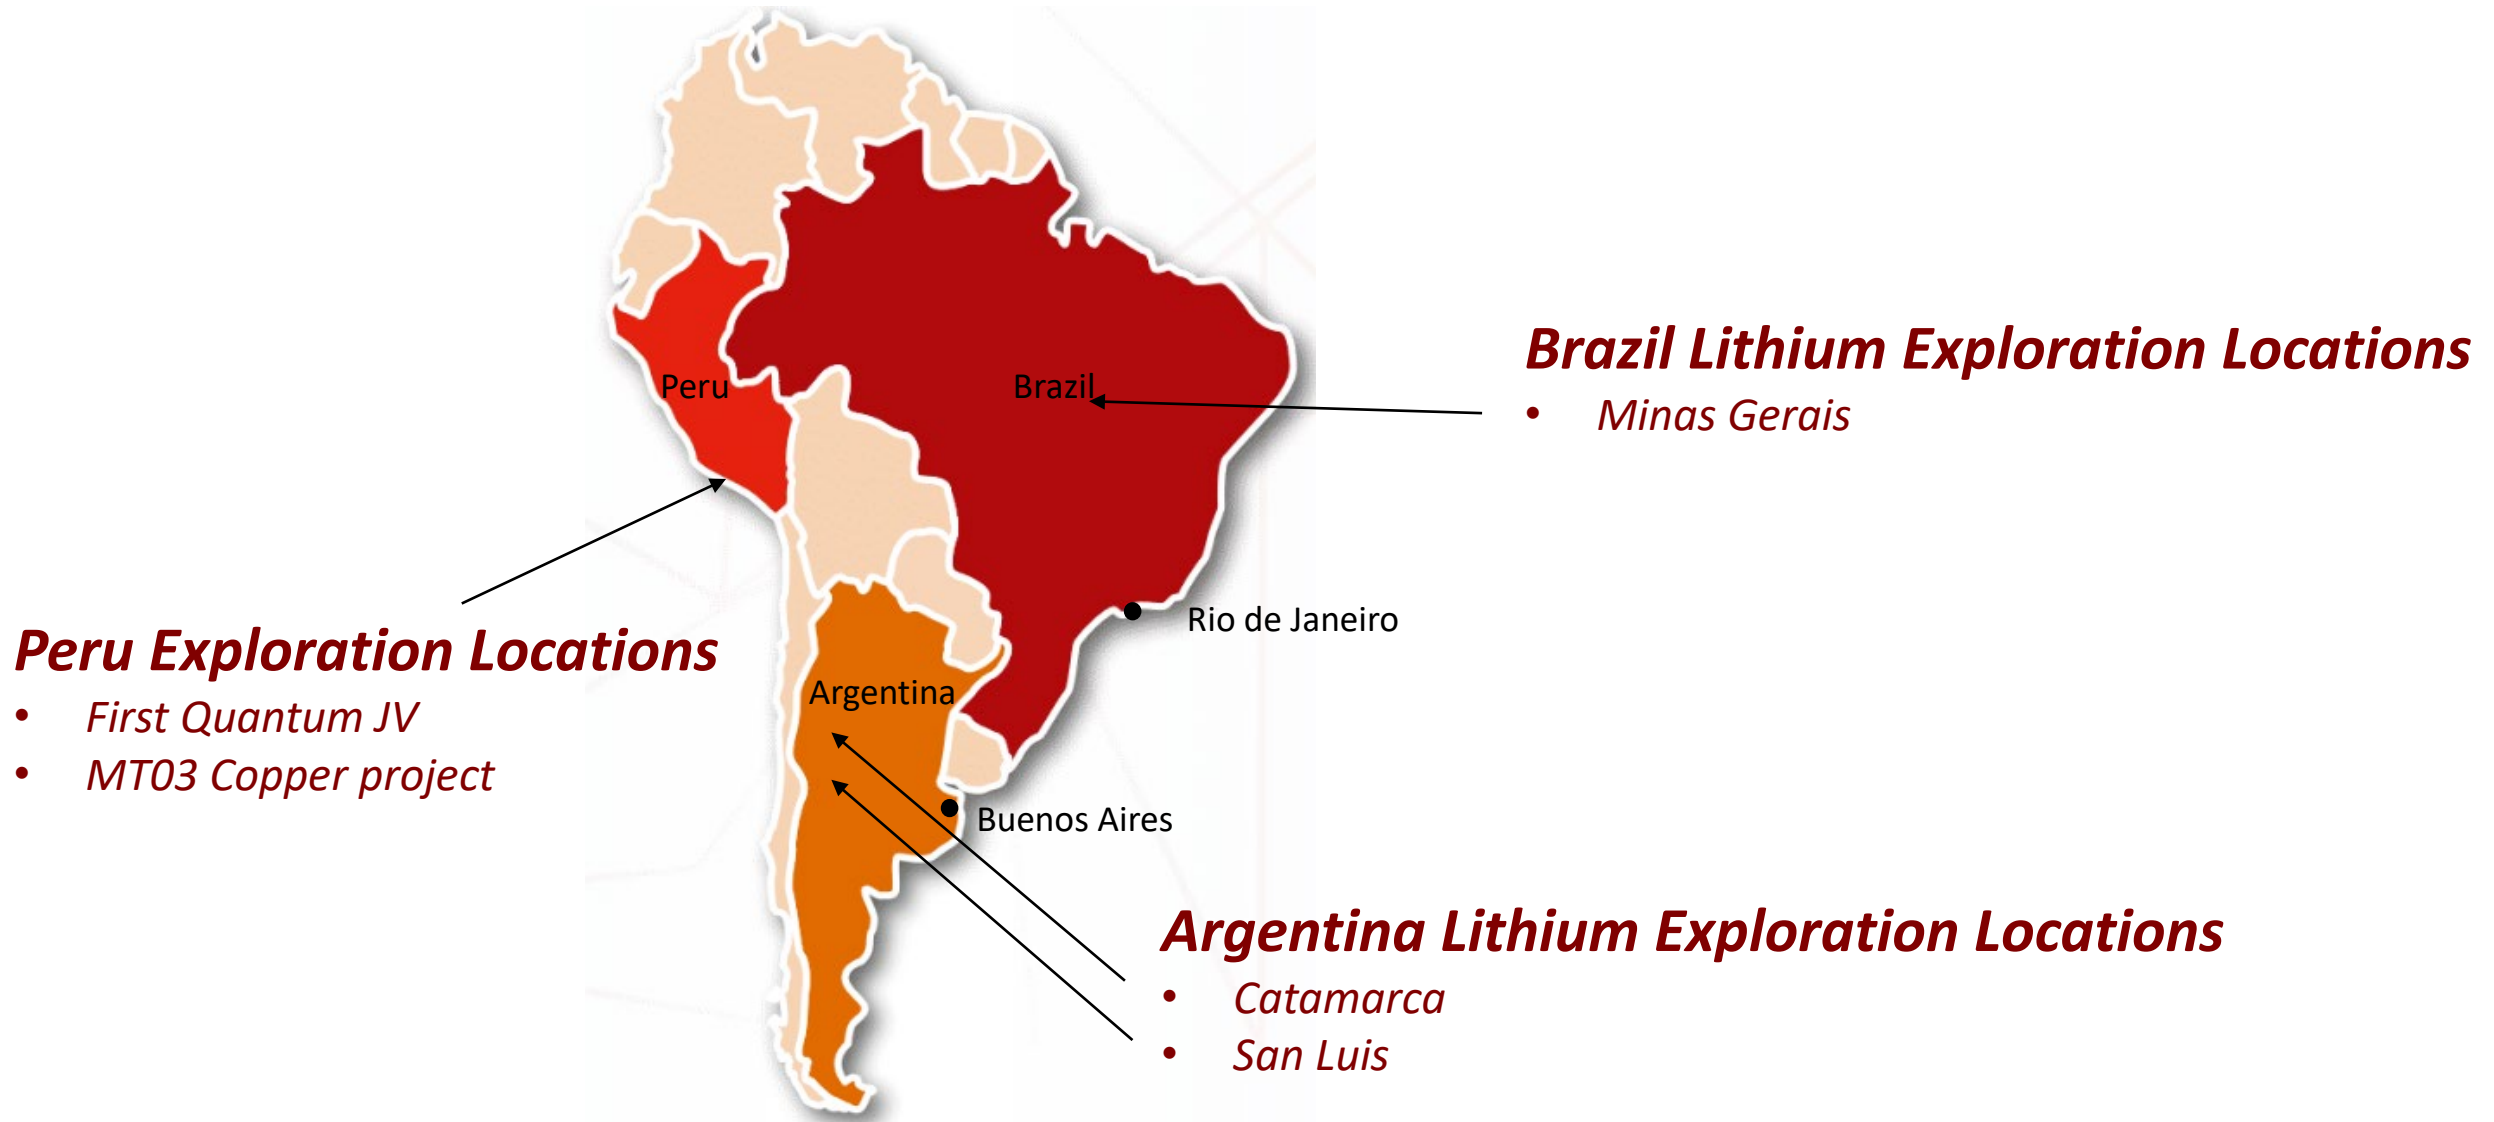 Peru
Brazil
Brazil Lithium Exploration Locations
• Minas Gerais
Rio de Janeiro
Peru Exploration Locations
• First Quantum JV
• MT03 Copper project
Argentina
Buenos Aires
Argentina Lithium Exploration Locations
• Catamarca
• San Luis